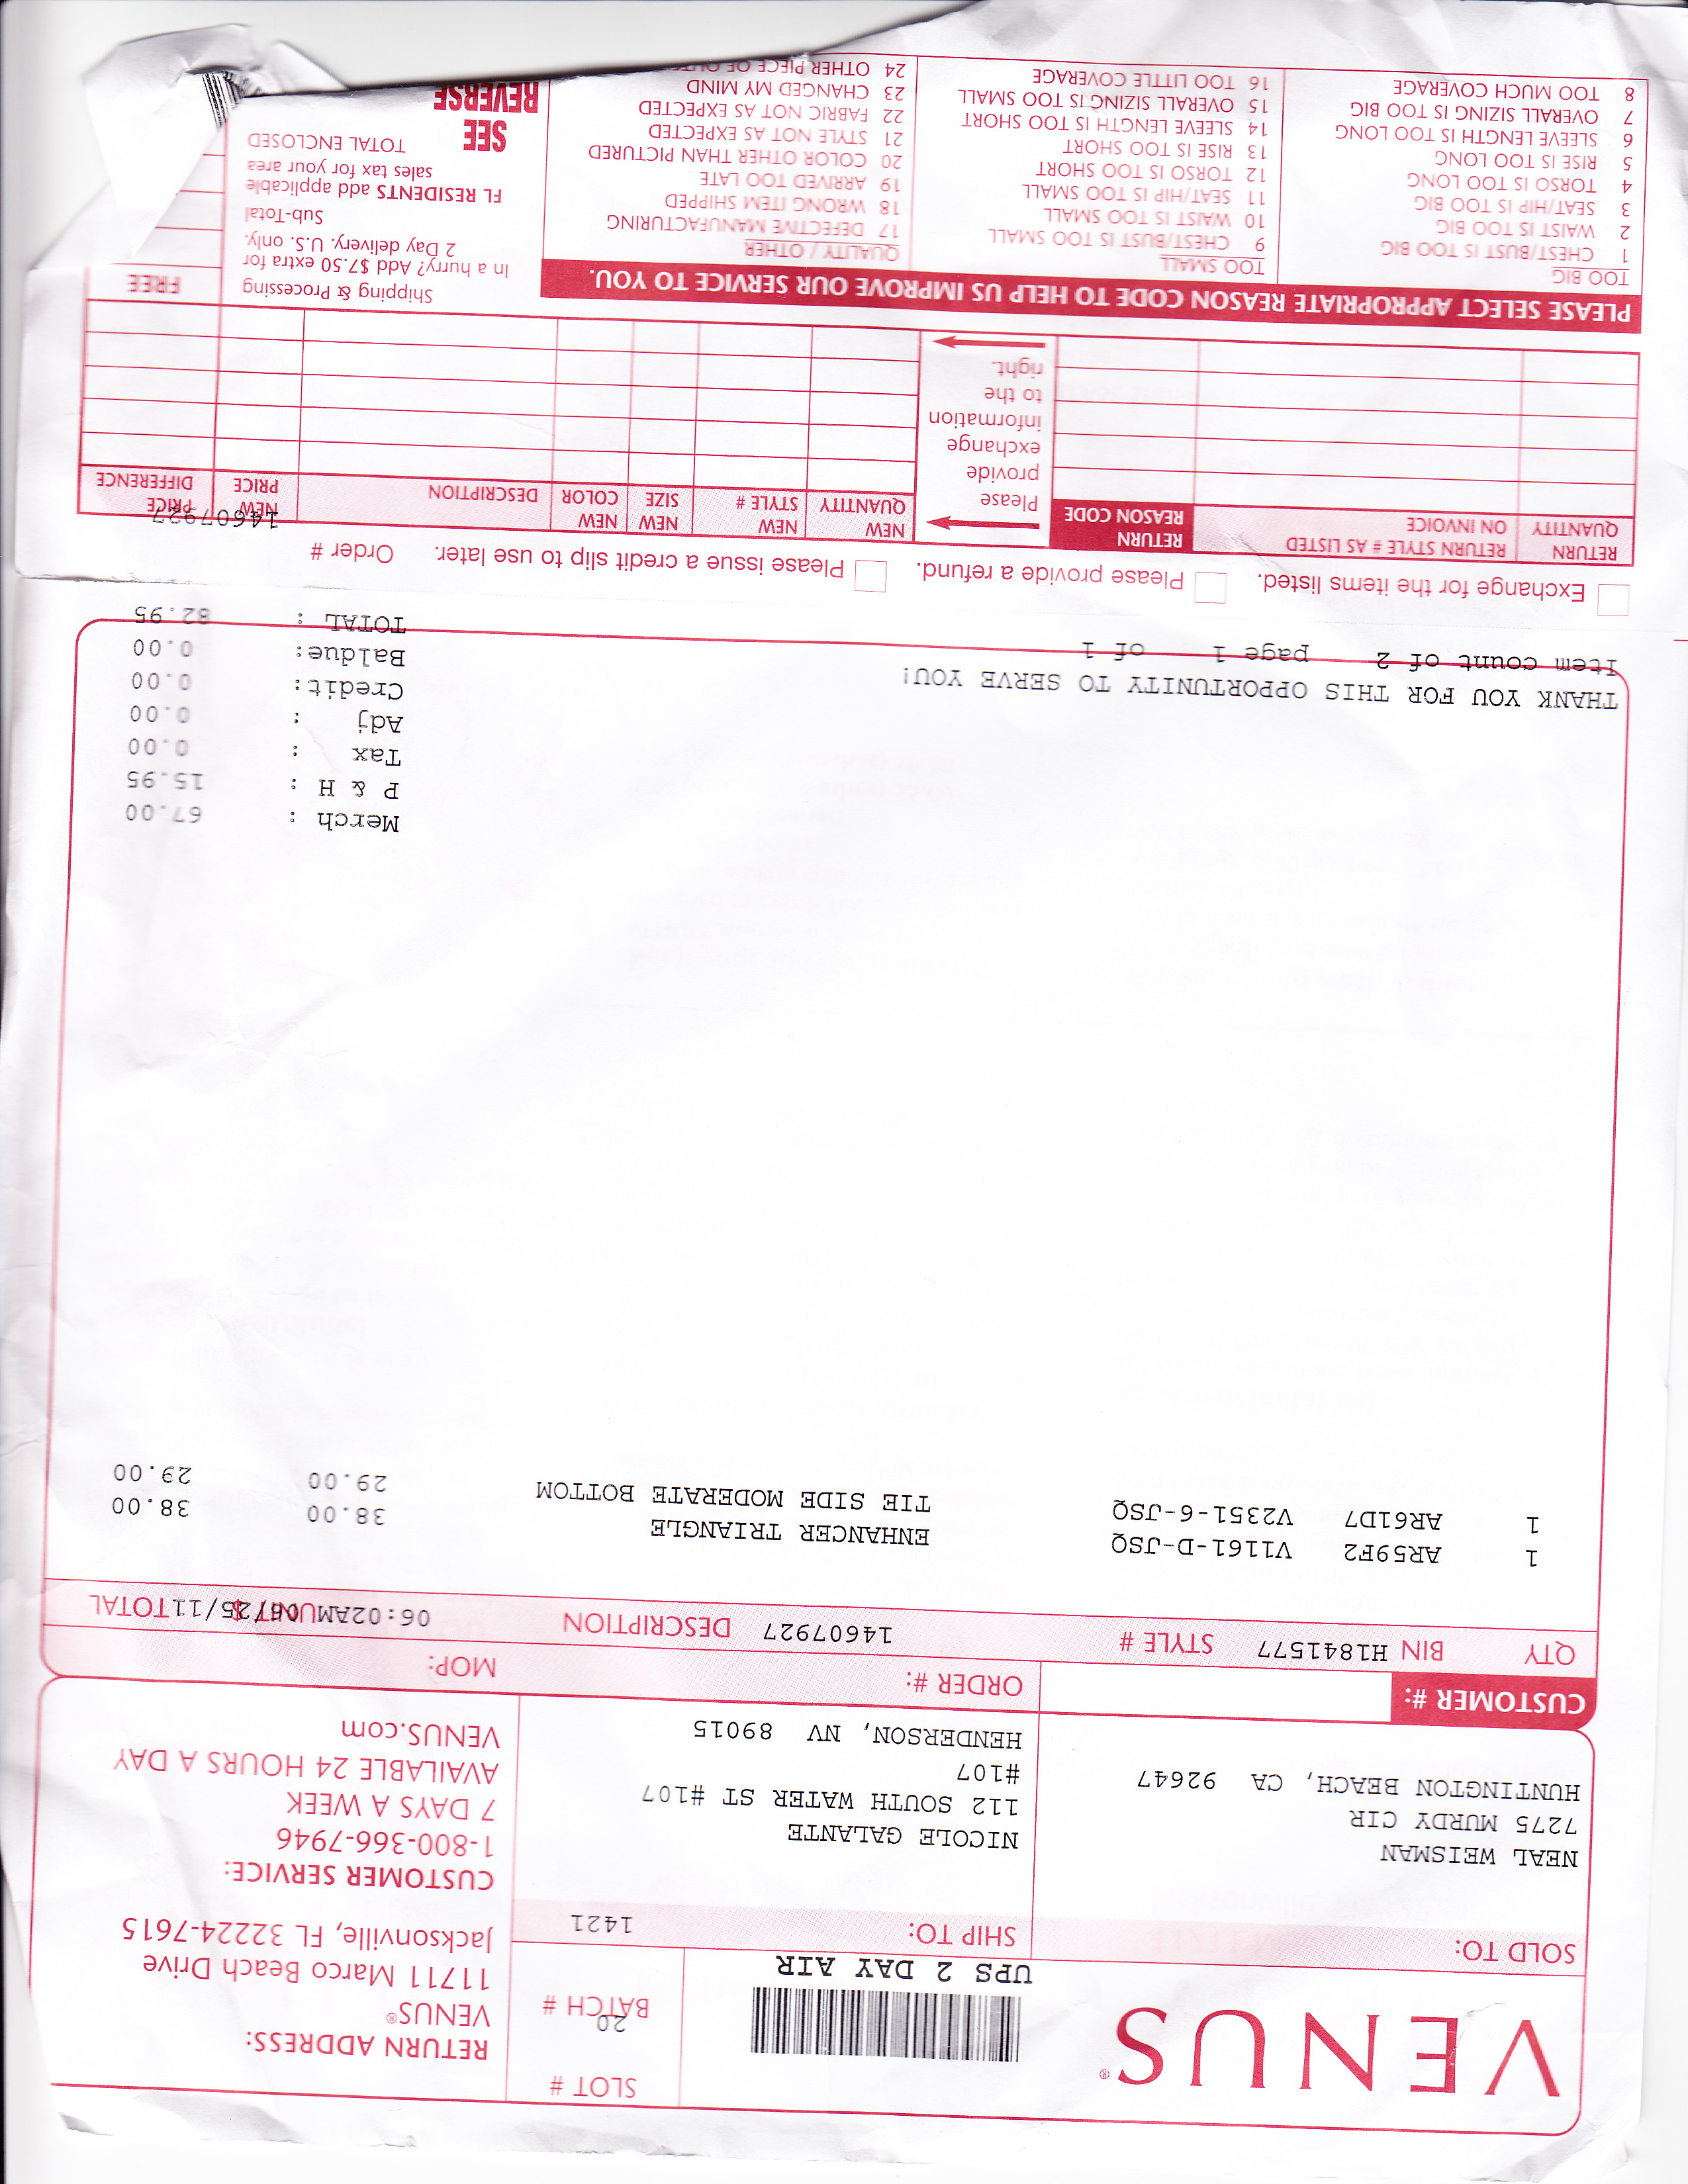 VENUS®
SLOT #
20
BATCH #
UPS 2 DAY AIR
RETURN ADDRESS:
VENUS®
11711 Marco Beach Drive
Jacksonville, FL 32224-7615
CUSTOMER SERVICE:
1-800-366-7946
7 DAYS A WEEK
AVAILABLE 24 HOURS A DAY
VENUS.com
SOLD TO:
NEAL WEISMAN
7275 MURDY CIR
HUNTINGTON BEACH, CA 92647
SHIP TO: 1421
NICOLE GALANTE
112 SOUTH WATER ST #107
#107
HENDERSON, NV 89015
CUSTOMER #: ORDER #: MOP:
H1841577 14607927 06:02AM 06/25/11
QTY BIN STYLE # DESCRIPTION UNIT $ TOTAL
1 AR59F2 V1161-D-JSQ ENHANCER TRIANGLE 38.00 38.00
1 AR61D7 V2351-6-JSQ TIE SIDE MODERATE BOTTOM 29.00 29.00
Merch : 67.00
P & H : 15.95
Tax : 0.00
Adj : 0.00
Credit: 0.00
Baldue: 0.00
TOTAL : 82.95
THANK YOU FOR THIS OPPORTUNITY TO SERVE YOU!
Item count of 2 page 1 of 1
Exchange for the items listed. Please provide a refund. Please issue a credit slip to use later. Order #
14607927
RETURN QUANTITY
RETURN STYLE # AS LISTED ON INVOICE
RETURN REASON CODE
Please
provide
exchange
information
to the
right.
NEW QUANTITY
NEW STYLE #
NEW SIZE
NEW COLOR
DESCRIPTION
NEW PRICE
PRICE DIFFERENCE
PLEASE SELECT APPROPRIATE REASON CODE TO HELP US IMPROVE OUR SERVICE TO YOU.
TOO BIG
1 CHEST/BUST IS TOO BIG
2 WAIST IS TOO BIG
3 SEAT/HIP IS TOO BIG
4 TORSO IS TOO LONG
5 RISE IS TOO LONG
6 SLEEVE LENGTH IS TOO LONG
7 OVERALL SIZING IS TOO BIG
8 TOO MUCH COVERAGE
TOO SMALL
9 CHEST/BUST IS TOO SMALL
10 WAIST IS TOO SMALL
11 SEAT/HIP IS TOO SMALL
12 TORSO IS TOO SHORT
13 RISE IS TOO SHORT
14 SLEEVE LENGTH IS TOO SHORT
15 OVERALL SIZING IS TOO SMALL
16 TOO LITTLE COVERAGE
QUALITY / OTHER
17 DEFECTIVE MANUFACTURING
18 WRONG ITEM SHIPPED
19 ARRIVED TOO LATE
20 COLOR OTHER THAN PICTURED
21 STYLE NOT AS EXPECTED
22 FABRIC NOT AS EXPECTED
23 CHANGED MY MIND
24 OTHER PIECE OF
Shipping & Processing FREE
In a hurry? Add $7.50 extra for
2 Day delivery. U.S. only.
Sub-Total
FL RESIDENTS add applicable
sales tax for your area
TOTAL ENCLOSED
SEE
REVERSE